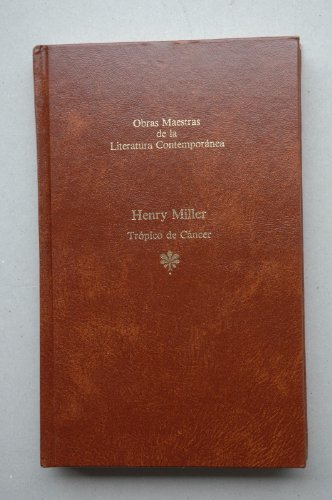 Obras Maestras
de la
Literatura Contemporánea
Henry Miller
Trópico de Cáncer